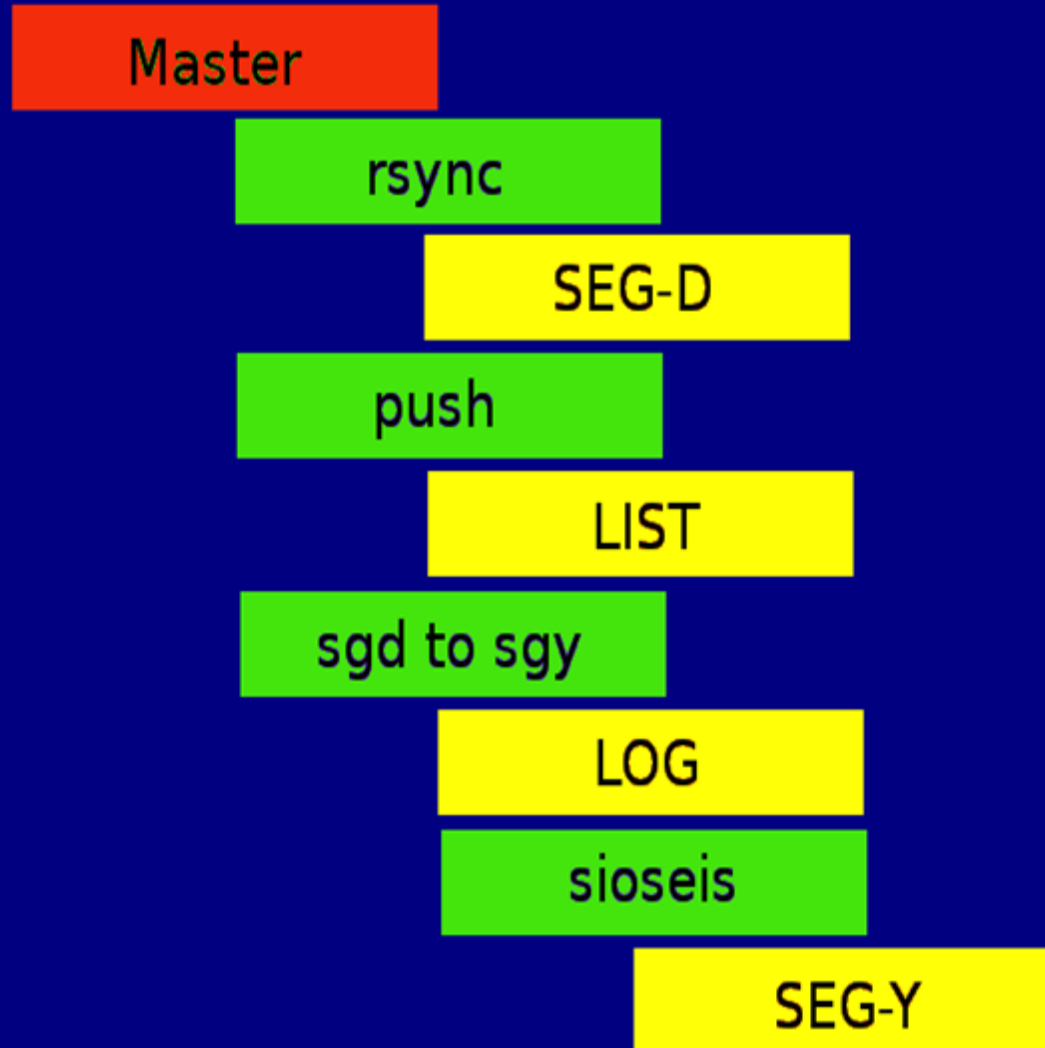 Master
rsync
SEG-D
push
LIST
sgd to sgy
LOG
sioseis
SEG-Y